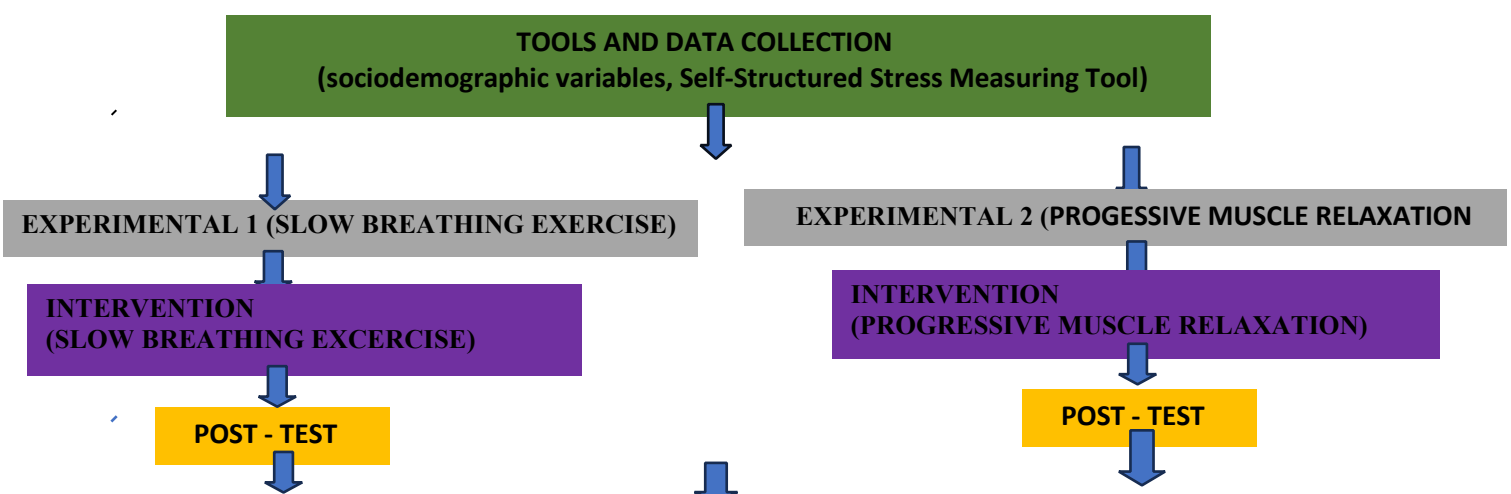 TOOLS AND DATA COLLECTION
(sociodemographic variables, Self-Structured Stress Measuring Tool)
EXPERIMENTAL 1 (SLOW BREATHING EXERCISE)
EXPERIMENTAL 2 (PROGESSIVE MUSCLE RELAXATION
INTERVENTION
(SLOW BREATHING EXCERCISE)
INTERVENTION
(PROGRESSIVE MUSCLE RELAXATION)
POST - TEST
POST - TEST